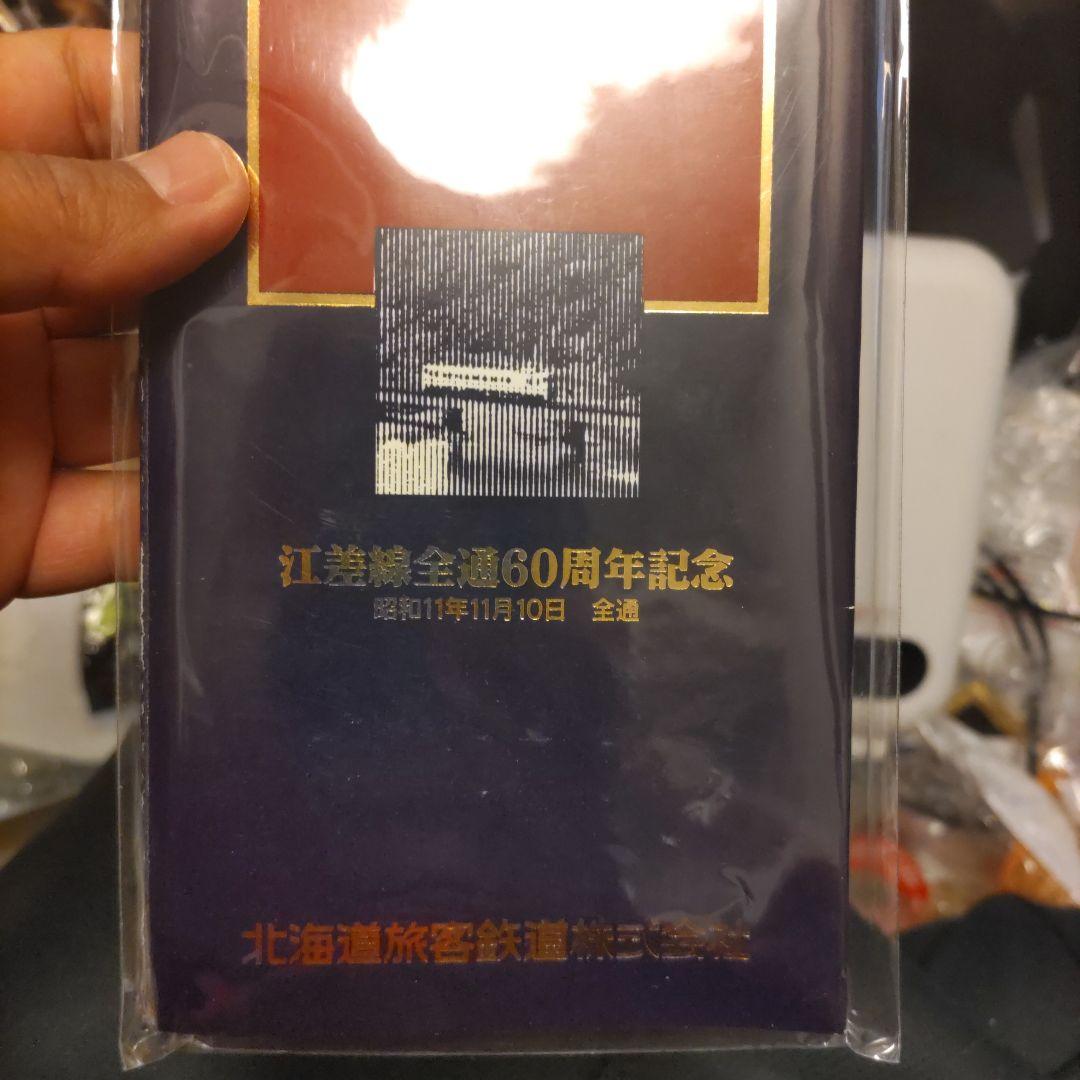 江差線全通60周年記念
昭和11年11月10日 全通
北海道旅客鉄道株式会社